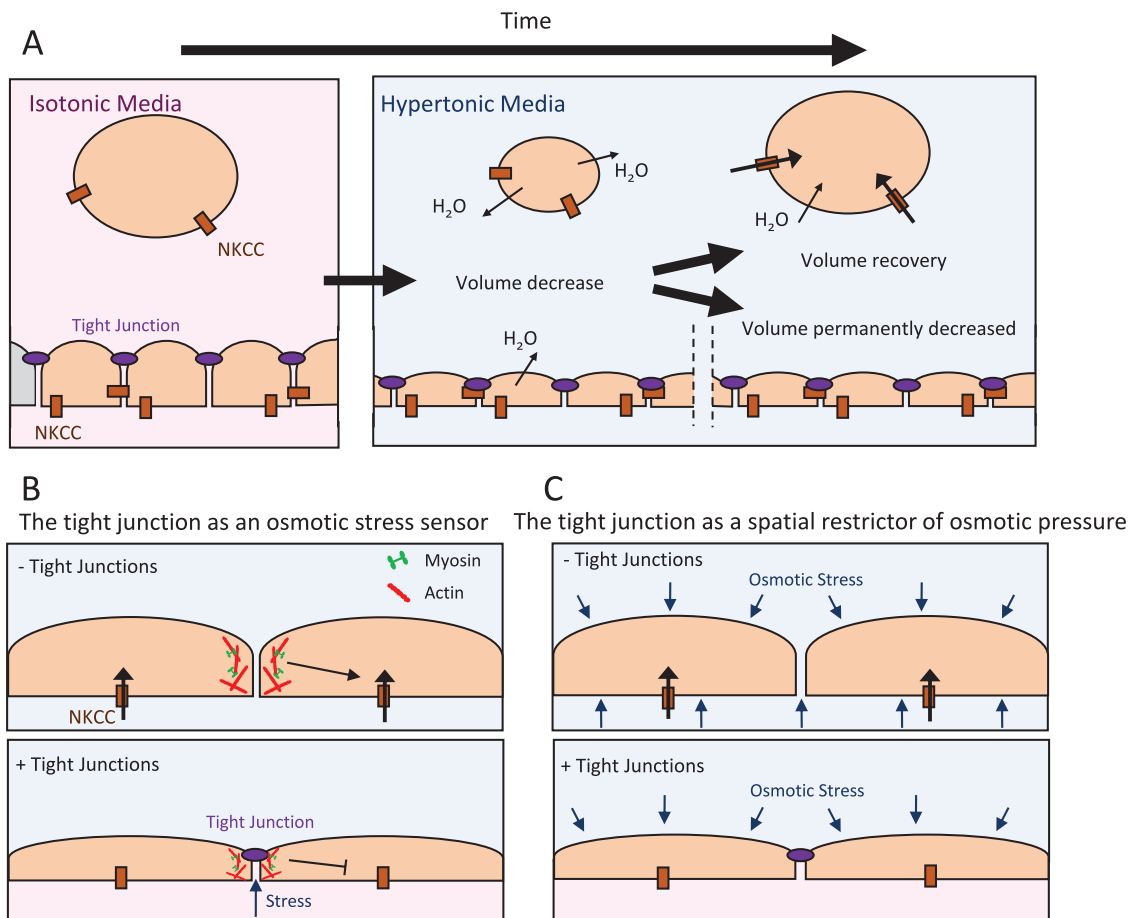 Time
A
Isotonic Media
Hypertonic Media
H₂O
H₂O
NKCC
H₂O
Volume decrease
Volume recovery
Tight Junction
H₂O
Volume permanently decreased
NKCC
B
The tight junction as an osmotic stress sensor
- Tight Junctions
Myosin
Actin
NKCC
+ Tight Junctions
Tight Junction
Stress
C
The tight junction as a spatial restrictor of osmotic pressure
- Tight Junctions
Osmotic Stress
+ Tight Junctions
Osmotic Stress